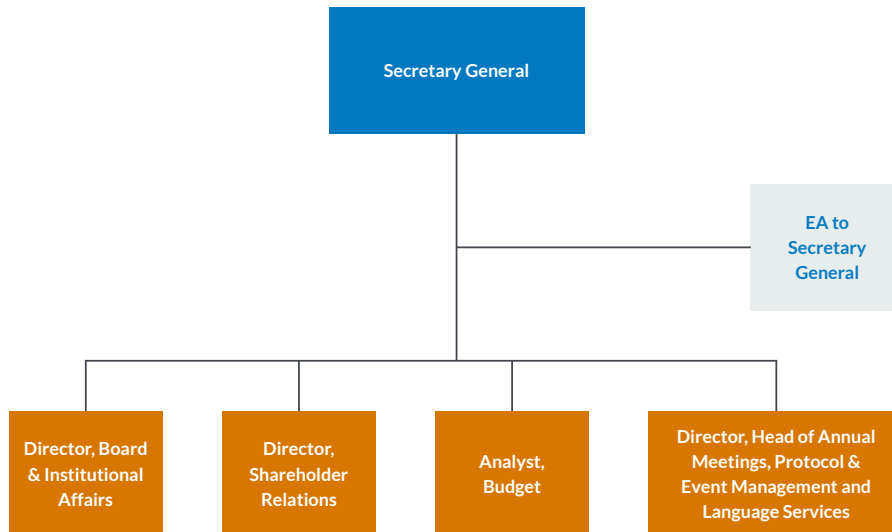 Secretary General
EA to
Secretary
General
Director, Board
& Institutional
Affairs
Director,
Shareholder
Relations
Analyst,
Budget
Director, Head of Annual
Meetings, Protocol &
Event Management and
Language Services